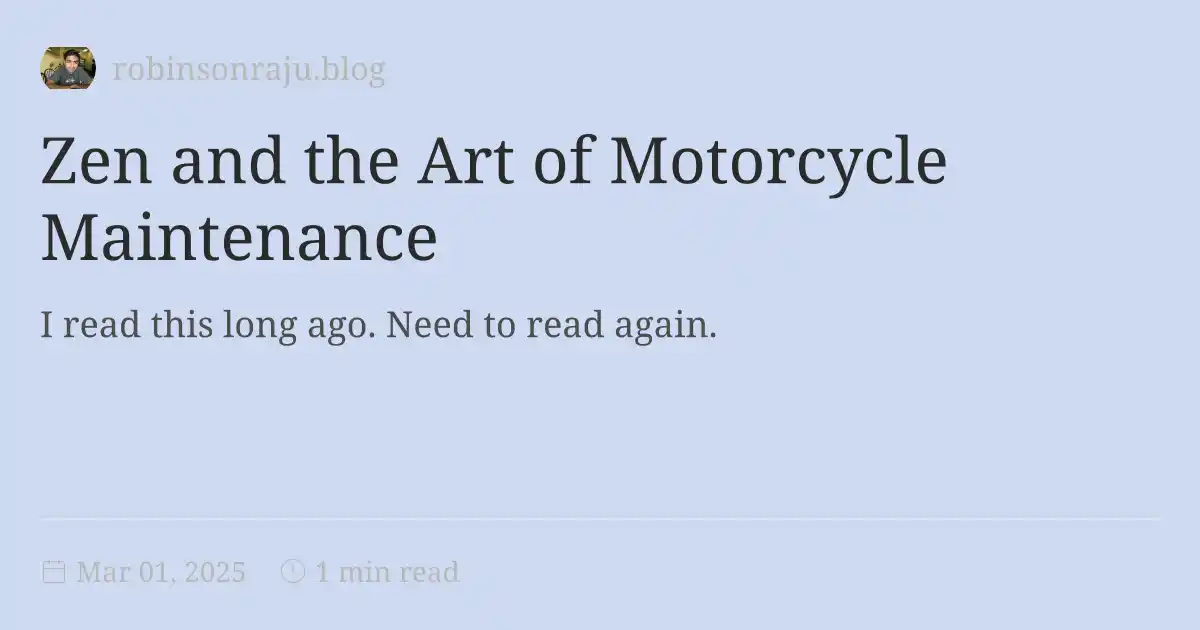 robinsonraju.blog
Zen and the Art of Motorcycle
Maintenance
I read this long ago. Need to read again.
Mar 01, 2025 1 min read